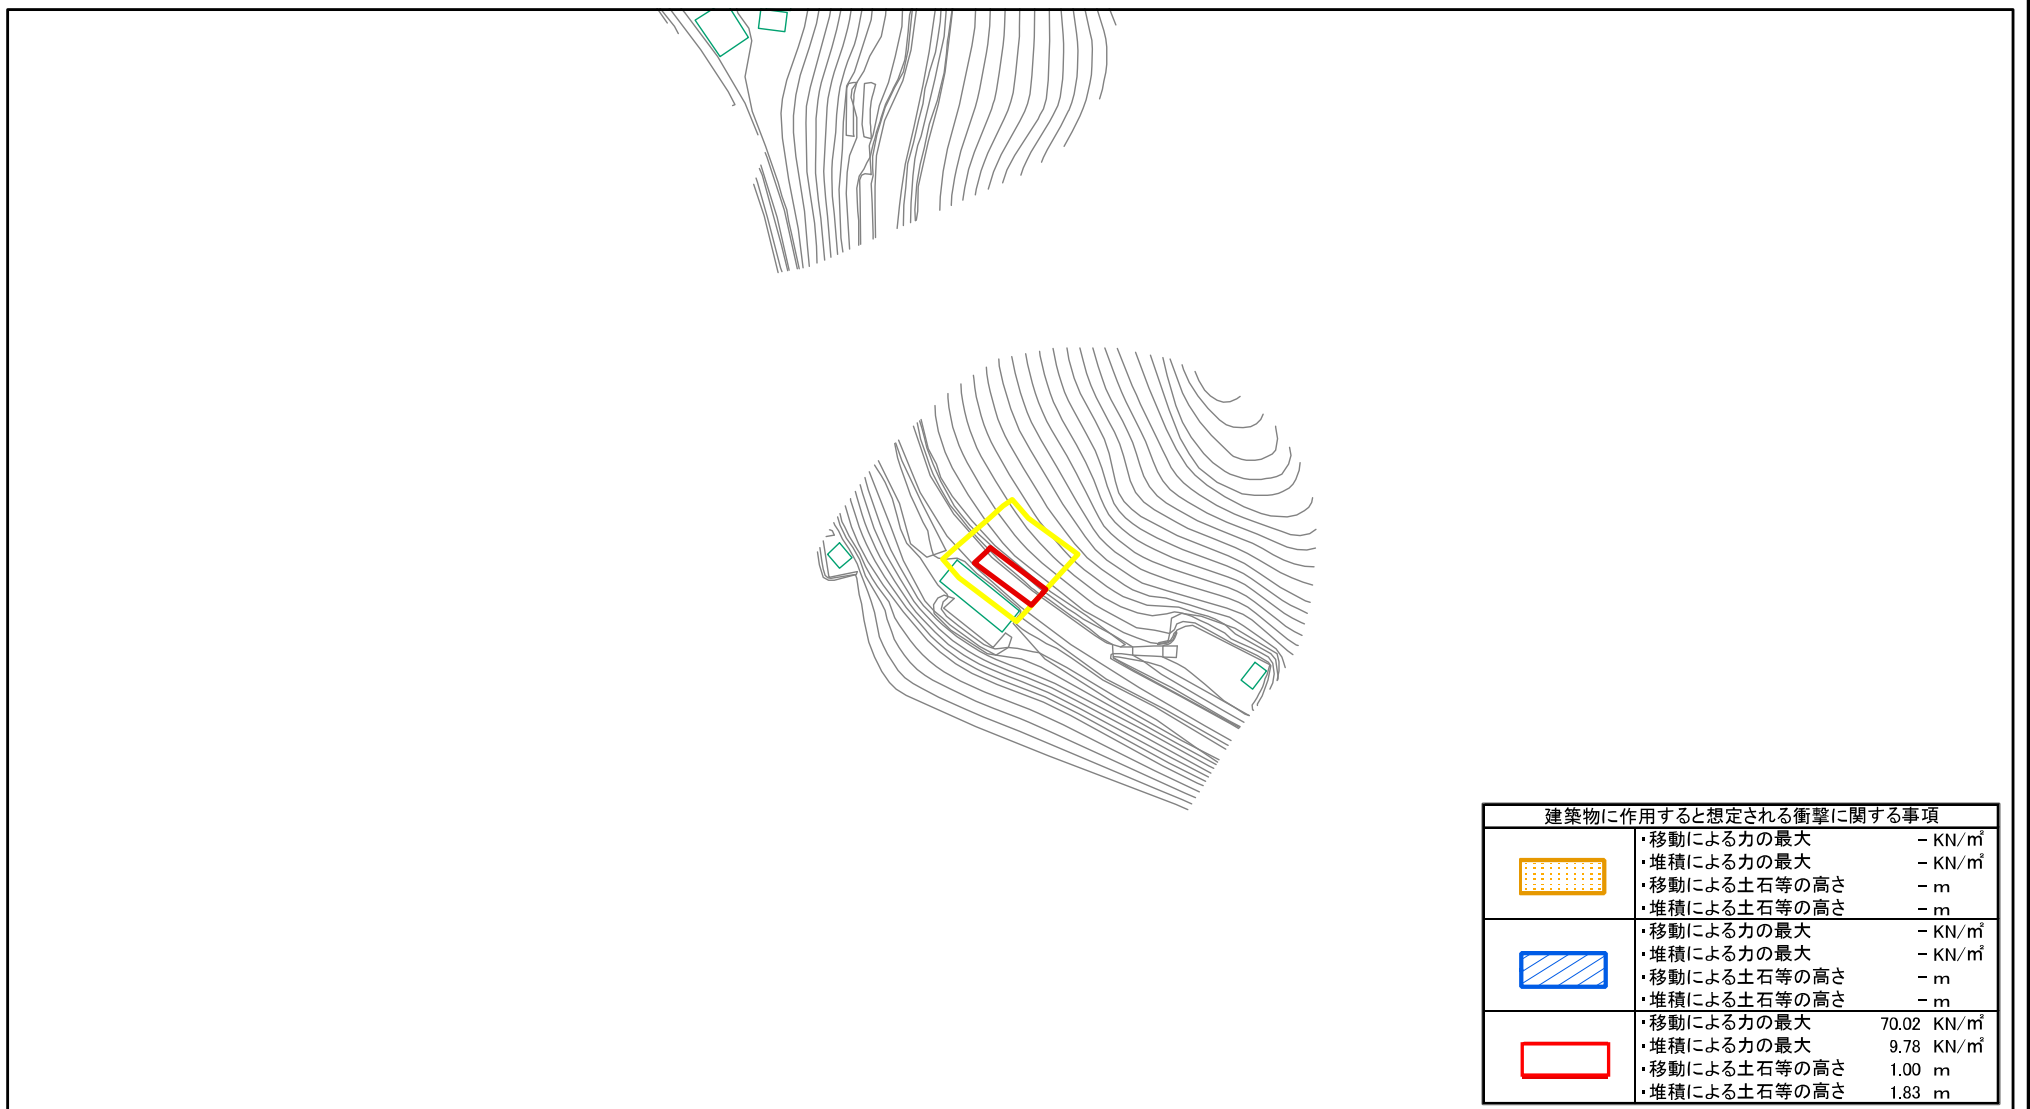 建築物に作用すると想定される衝撃に関する事項
・移動による力の最大 － KN/㎡
・堆積による力の最大 － KN/㎡
・移動による土石等の高さ － m
・堆積による土石等の高さ － m
・移動による力の最大 － KN/㎡
・堆積による力の最大 － KN/㎡
・移動による土石等の高さ － m
・堆積による土石等の高さ － m
・移動による力の最大 70.02 KN/㎡
・堆積による力の最大 9.78 KN/㎡
・移動による土石等の高さ 1.00 m
・堆積による土石等の高さ 1.83 m